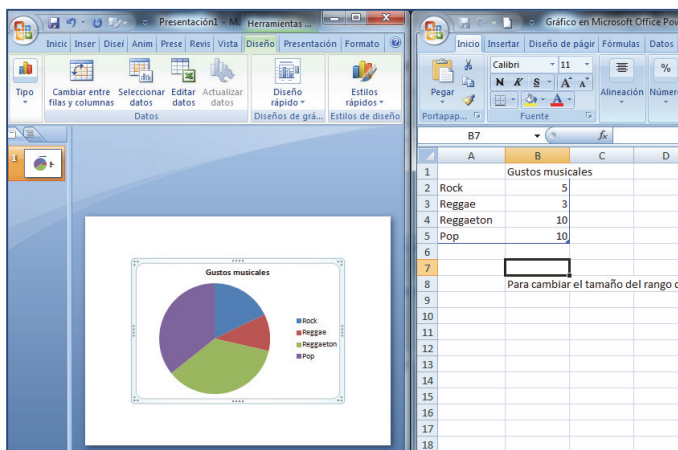 Presentación1 - M
Herramientas ...
Inicic Inser Diseñ Anim Prese Revis Vista Diseño Presentación Formato
Tipo
Cambiar entre filas y columnas
Seleccionar datos
Editar datos
Actualizar datos
Diseño rápido
Estilos rápidos
Datos
Diseños de grá...
Estilos de diseño
1
Gustos musicales
Rock
Reggae
Reggaeton
Pop
Gráfico en Microsoft Office Pow
Inicio Insertar Diseño de págir Fórmulas Datos
Pegar
Calibri 11
N K S A A
A
Alineación
Númer
%
Portapap...
Fuente
B7 fx
A B C D
1 Gustos musicales
2 Rock 5
3 Reggae 3
4 Reggaeton 10
5 Pop 10
6
7
8 Para cambiar el tamaño del rango d
9
10
11
12
13
14
15
16
17
18